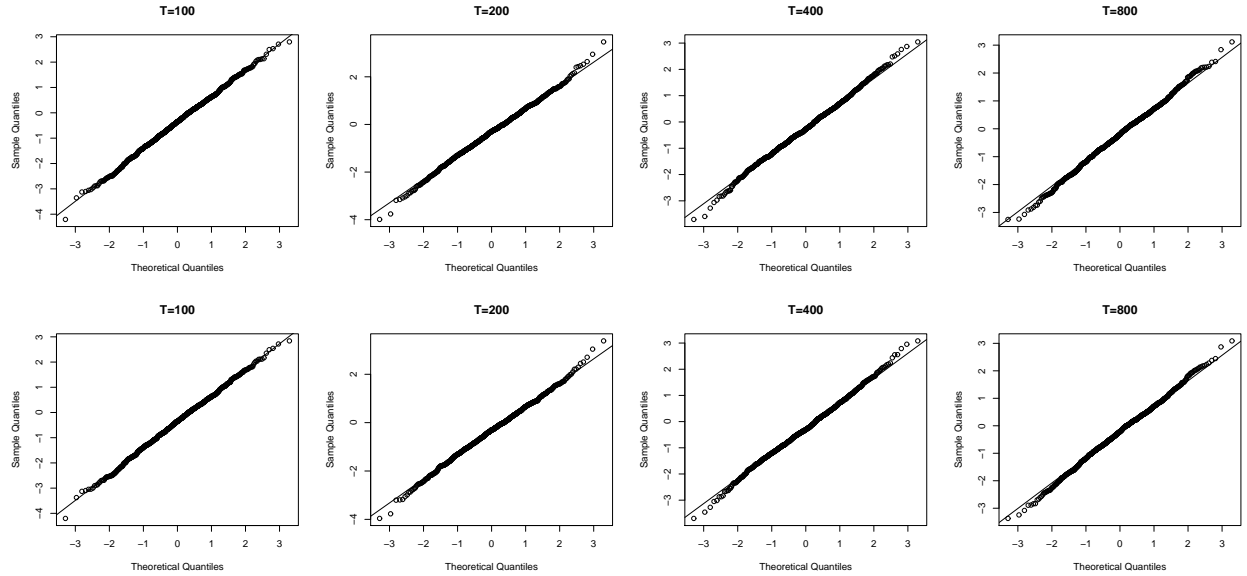 T=100 T=200 T=400 T=800
Sample Quantiles Sample Quantiles Sample Quantiles Sample Quantiles
3 2 1 0 −1 −2 −3 −4
2 0 −2 −4
3 2 1 0 −1 −2 −3
3 2 1 0 −1 −2 −3
−3 −2 −1 0 1 2 3 −3 −2 −1 0 1 2 3 −3 −2 −1 0 1 2 3 −3 −2 −1 0 1 2 3
Theoretical Quantiles Theoretical Quantiles Theoretical Quantiles Theoretical Quantiles
T=100 T=200 T=400 T=800
Sample Quantiles Sample Quantiles Sample Quantiles Sample Quantiles
3 2 1 0 −1 −2 −3 −4
2 0 −2 −4
3 2 1 0 −1 −2 −3
3 2 1 0 −1 −2 −3
−3 −2 −1 0 1 2 3 −3 −2 −1 0 1 2 3 −3 −2 −1 0 1 2 3 −3 −2 −1 0 1 2 3
Theoretical Quantiles Theoretical Quantiles Theoretical Quantiles Theoretical Quantiles